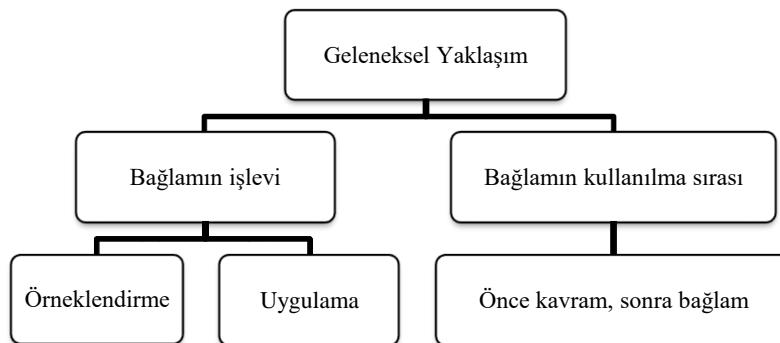 Geleneksel Yaklaşım
Bağlamın işlevi
Bağlamın kullanılma sırası
Örneklendirme
Uygulama
Önce kavram, sonra bağlam